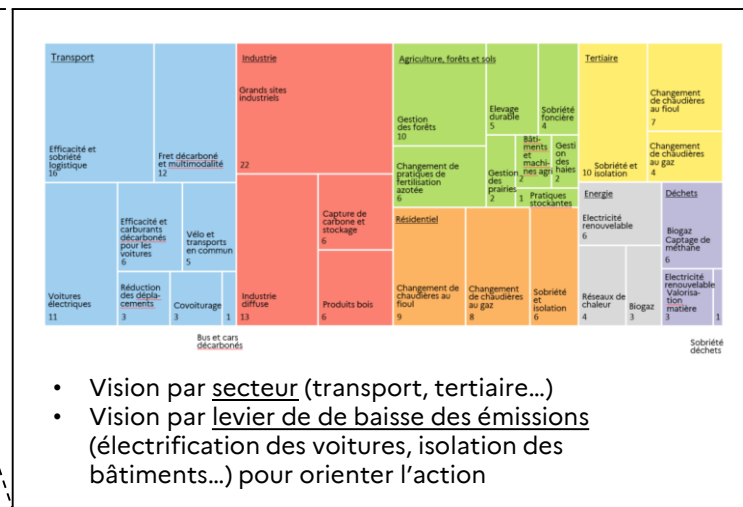 Transport
Efficacité et
sobriété
logistique
16
Fret décarboné
et multimodalité
12
Voitures
électriques
11
Efficacité et
carburants
décarbonés
pour les
voitures
6
Vélo et
transports
en commun
5
Réduction
des dépla-
cements
3
Covoiturage
3
1
Bus et cars
décarbonés
Industrie
Grands sites
industriels
22
Industrie
diffuse
13
Capture de
carbone et
stockage
6
Produits bois
6
Agriculture, forêts et sols
Gestion
des forêts
10
Elevage
durable
5
Sobriété
foncière
4
Changement de
pratiques de
fertilisation
azotée
6
Gestion
des
prairies
2
Bâti-
ments
et
machi-
nes agri
2
Gesti
on
des
haies
2
1 Pratiques
stockantes
Résidentiel
Changement de
chaudières au
fioul
9
Changement
de chaudières
au gaz
8
Sobriété
et
isolation
6
Tertiaire
Sobriété et
10 isolation
Changement
de chaudières
au fioul
7
Changement
de chaudières
au gaz
4
Energie
Electricité
renouvelable
6
Réseaux de
chaleur
4
Biogaz
3
Déchets
Biogaz
Captage de
méthane
6
Electricité
renouvelable
Valorisa-
tion
matière
3
1
Sobriété
déchets
• Vision par secteur (transport, tertiaire…)
• Vision par levier de de baisse des émissions
(électrification des voitures, isolation des
bâtiments…) pour orienter l’action